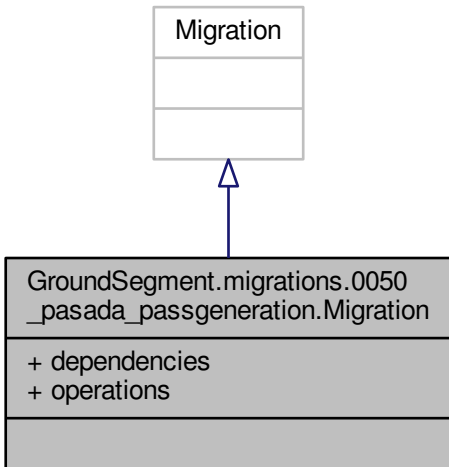 Migration
GroundSegment.migrations.0050
_pasada_passgeneration.Migration
+ dependencies
+ operations